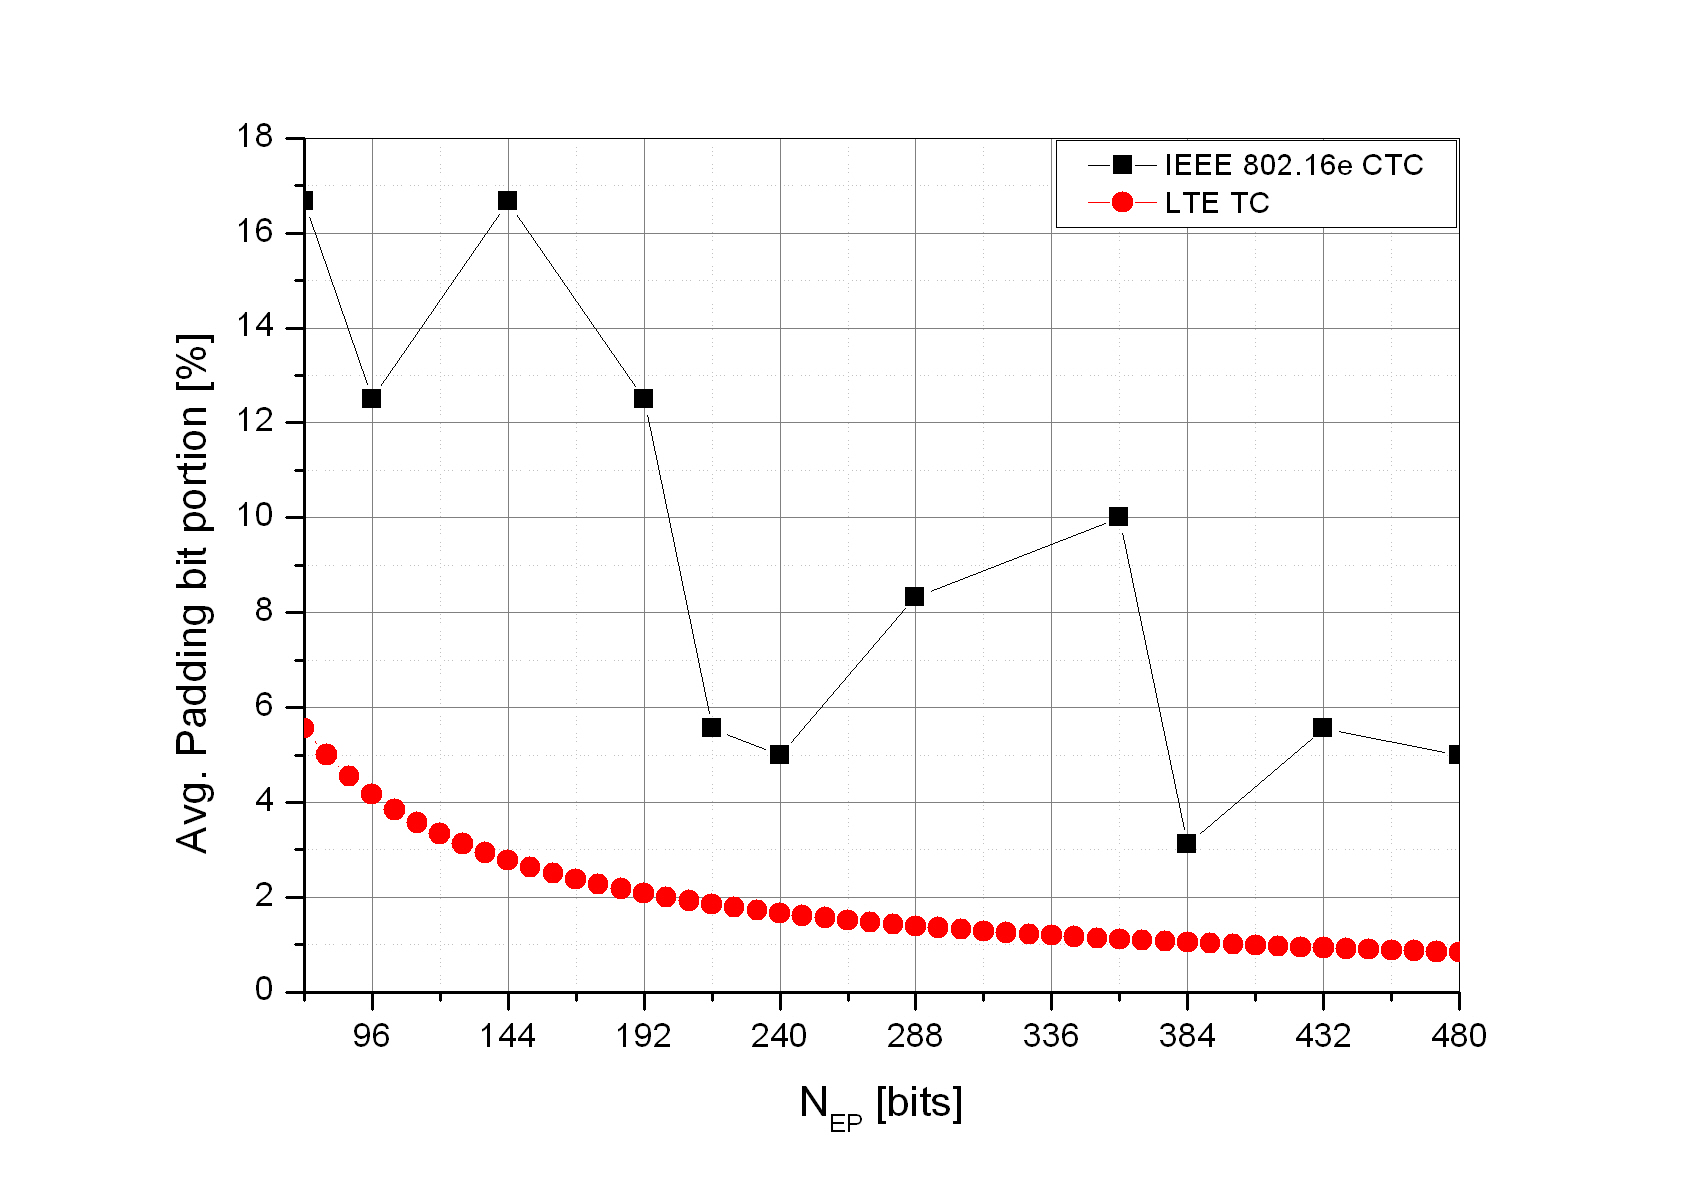 18
16
14
12
10
8
6
4
2
0
Avg. Padding bit portion [%]
IEEE 802.16e CTC
LTE TC
96 144 192 240 288 336 384 432 480
N_EP [bits]